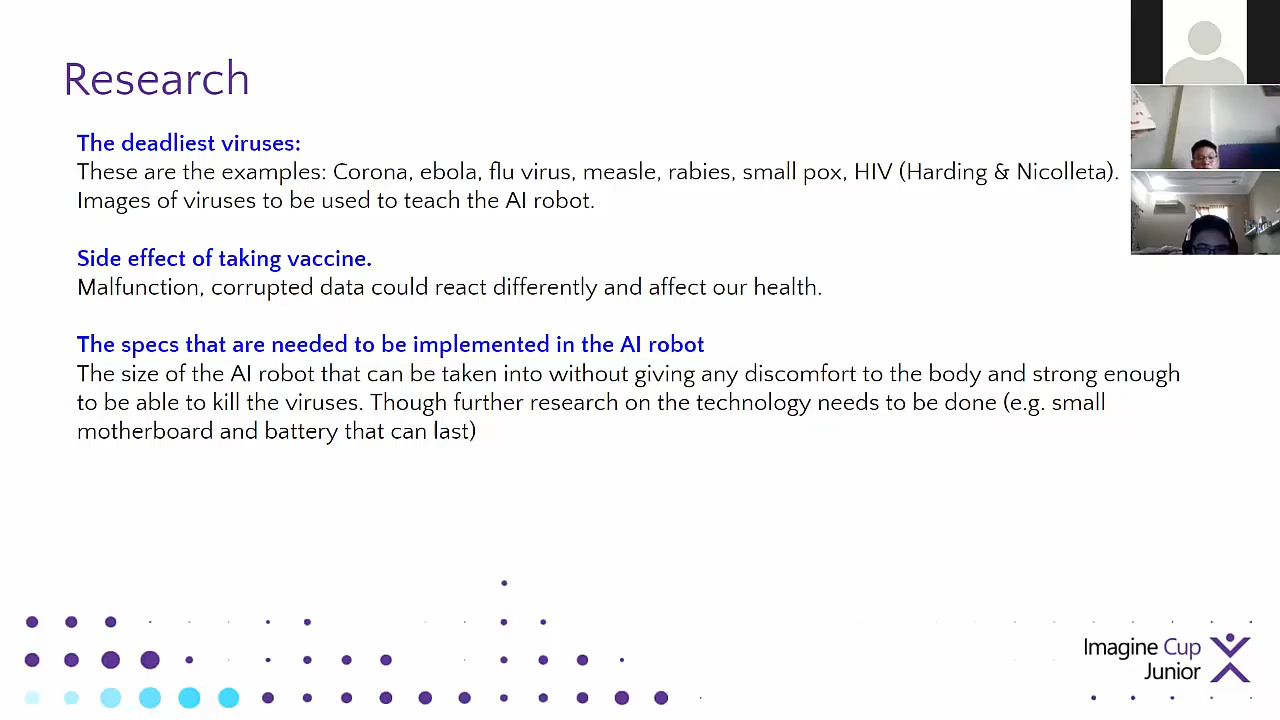 Research
The deadliest viruses:
These are the examples: Corona, ebola, flu virus, measle, rabies, small pox, HIV (Harding & Nicolleta).
Images of viruses to be used to teach the AI robot.
Side effect of taking vaccine.
Malfunction, corrupted data could react differently and affect our health.
The specs that are needed to be implemented in the AI robot
The size of the AI robot that can be taken into without giving any discomfort to the body and strong enough
to be able to kill the viruses. Though further research on the technology needs to be done (e.g. small
motherboard and battery that can last)
Imagine Cup
Junior